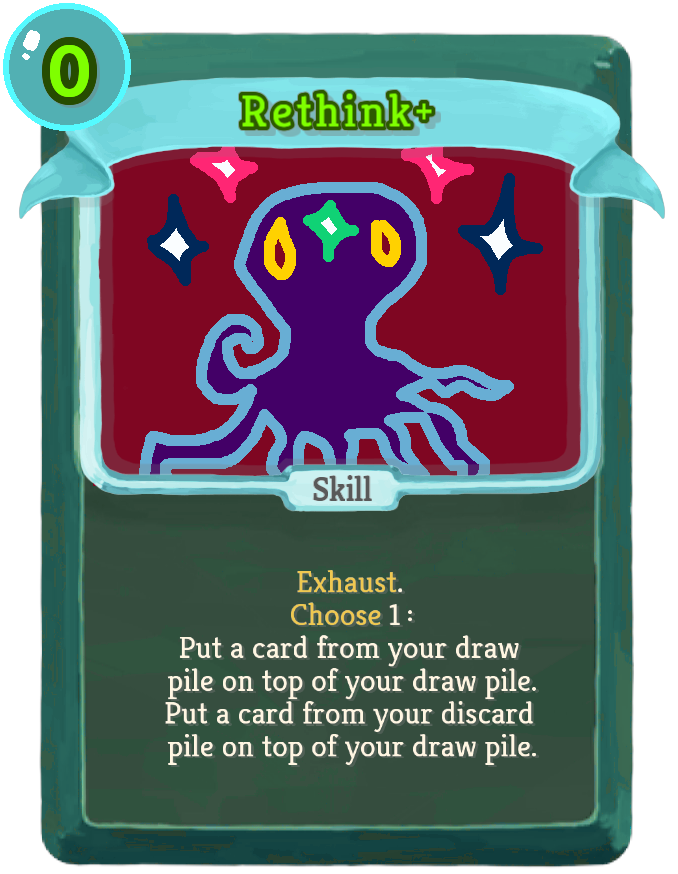 0
Rethink+
Skill
Exhaust.
Choose 1:
Put a card from your draw
pile on top of your draw pile.
Put a card from your discard
pile on top of your draw pile.